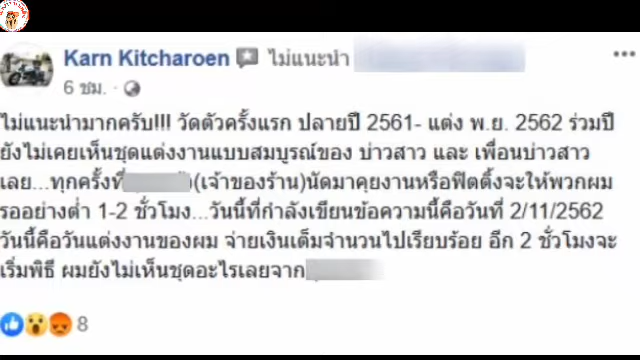 Karn Kitcharoen ไม่แนะนำ
6 ชม.
ไม่แนะนำมากครับ!!! วัดตัวครั้งแรก ปลายปี 2561- แต่ง พ.ย. 2562 ร่วมปี
ยังไม่เคยเห็นชุดแต่งงานแบบสมบูรณ์ของ บ่าวสาว และ เพื่อนบ่าวสาว
เลย...ทุกครั้งที่ (เจ้าของร้าน)นัดมาคุยงานหรือฟิตติ้งจะให้พวกผม
รออย่างต่ำ 1-2 ชั่วโมง...วันนี้ที่กำลังเขียนข้อความนี้คือวันที่ 2/11/2562
วันนี้คือวันแต่งงานของผม จ่ายเงินเต็มจำนวนไปเรียบร้อย อีก 2 ชั่วโมงจะ
เริ่มพิธี ผมยังไม่เห็นชุดอะไรเลยจาก
8